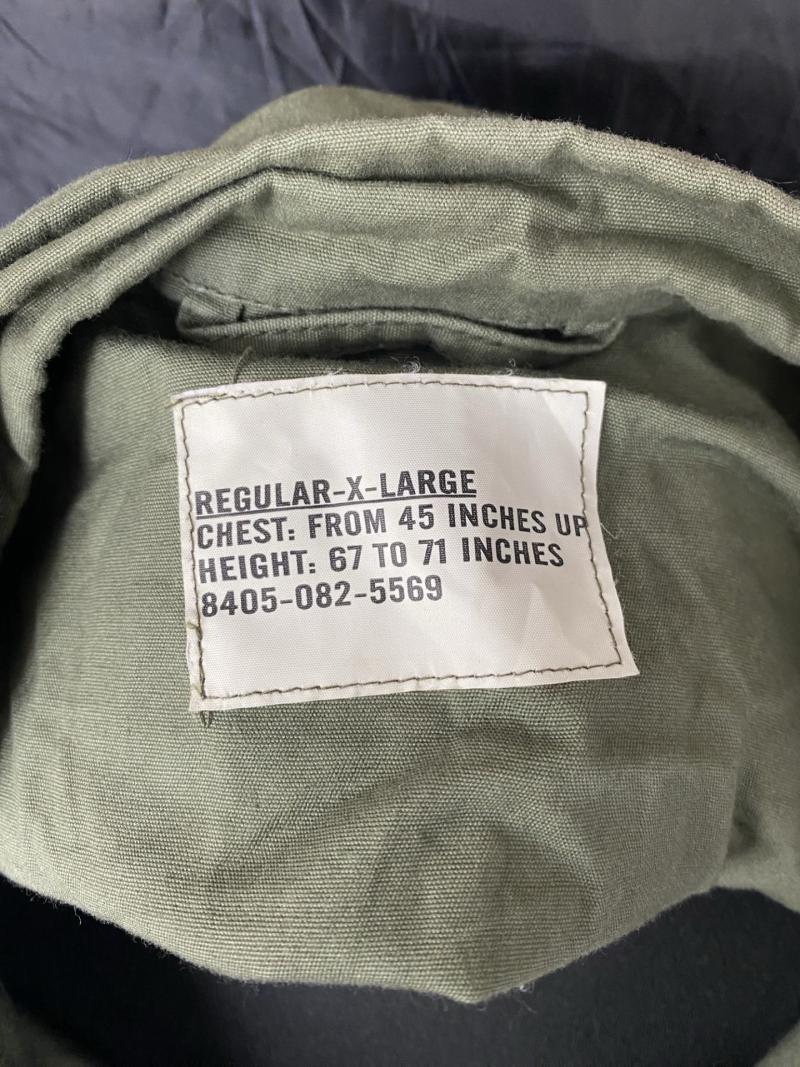 REGULAR-X-LARGE
CHEST: FROM 45 INCHES UP
HEIGHT: 67 TO 71 INCHES
8405-082-5569